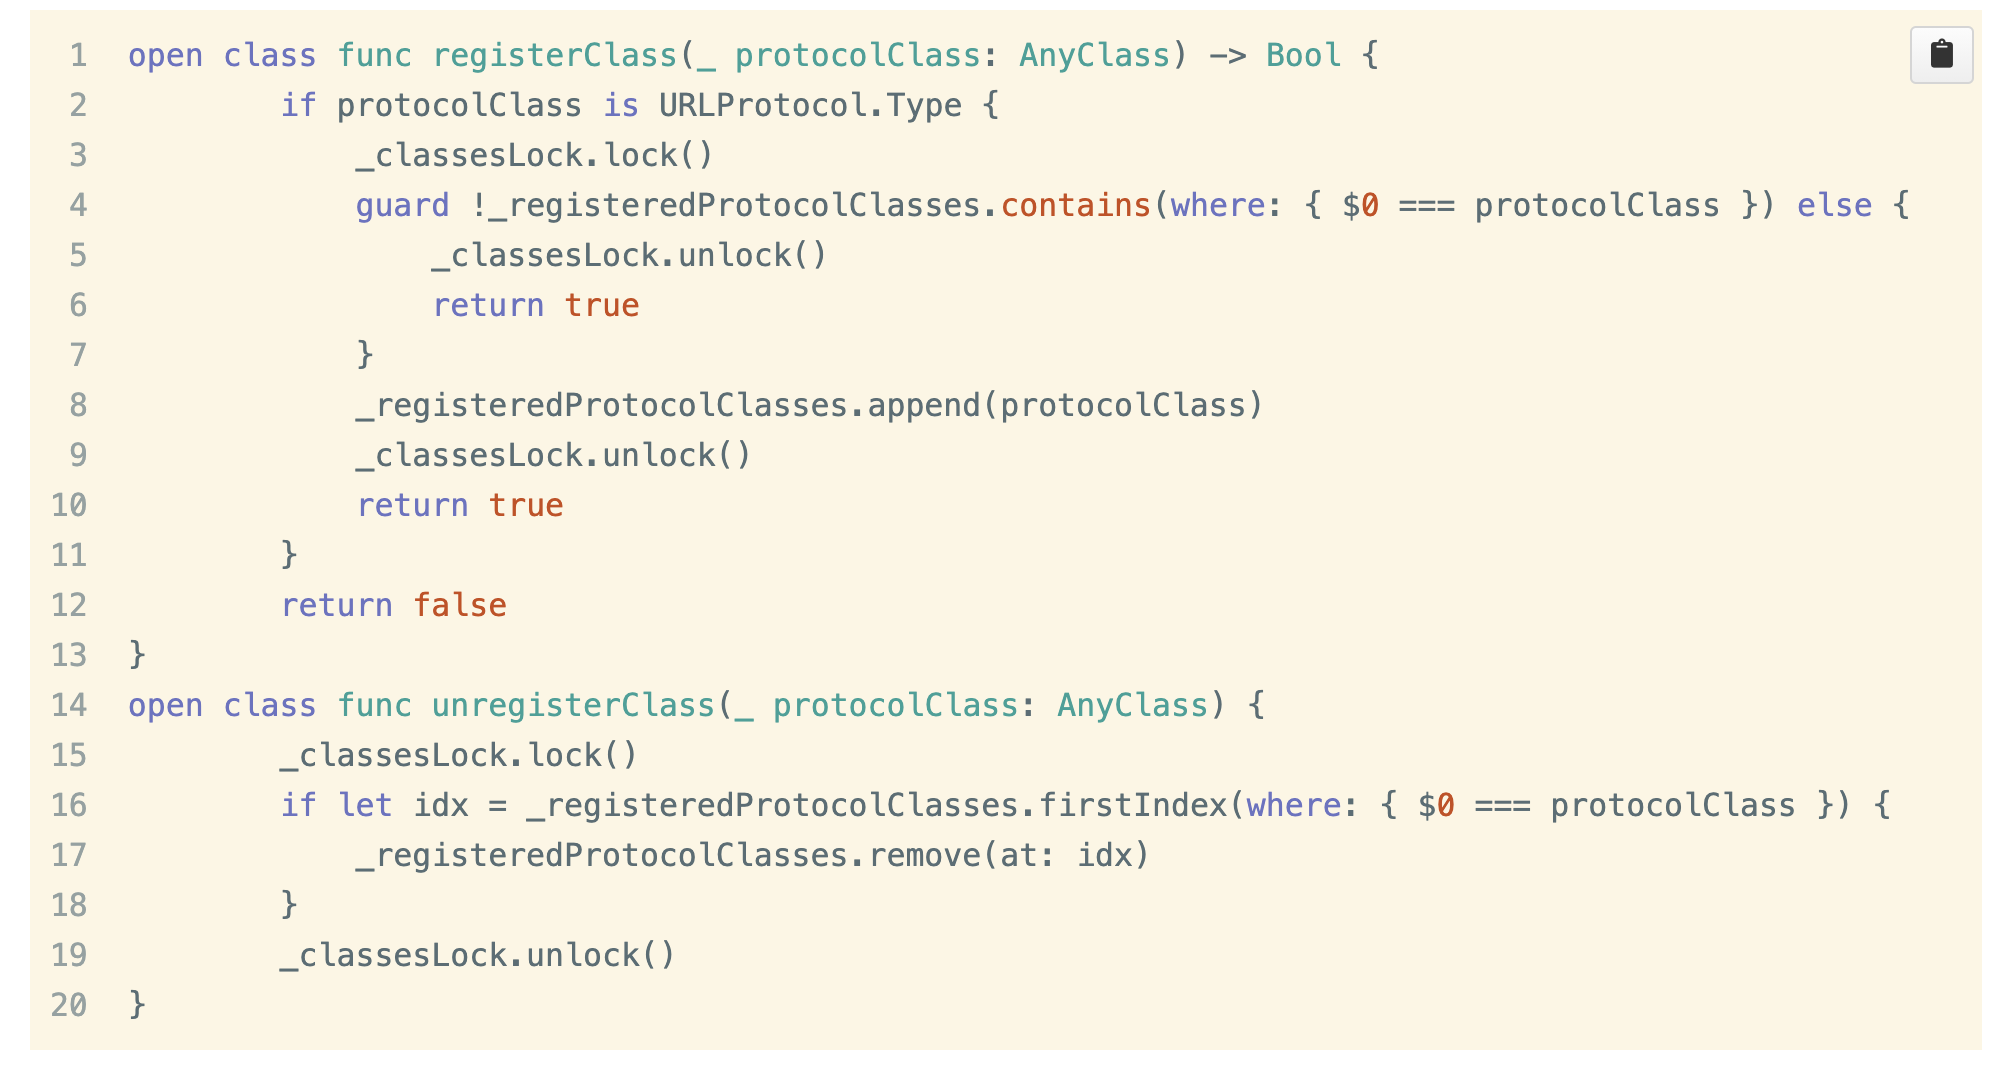 1 open class func registerClass(_ protocolClass: AnyClass) -> Bool {
2         if protocolClass is URLProtocol.Type {
3             _classesLock.lock()
4             guard !_registeredProtocolClasses.contains(where: { $0 === protocolClass }) else {
5                 _classesLock.unlock()
6                 return true
7             }
8             _registeredProtocolClasses.append(protocolClass)
9             _classesLock.unlock()
10             return true
11         }
12         return false
13 }
14 open class func unregisterClass(_ protocolClass: AnyClass) {
15         _classesLock.lock()
16         if let idx = _registeredProtocolClasses.firstIndex(where: { $0 === protocolClass }) {
17             _registeredProtocolClasses.remove(at: idx)
18         }
19         _classesLock.unlock()
20 }